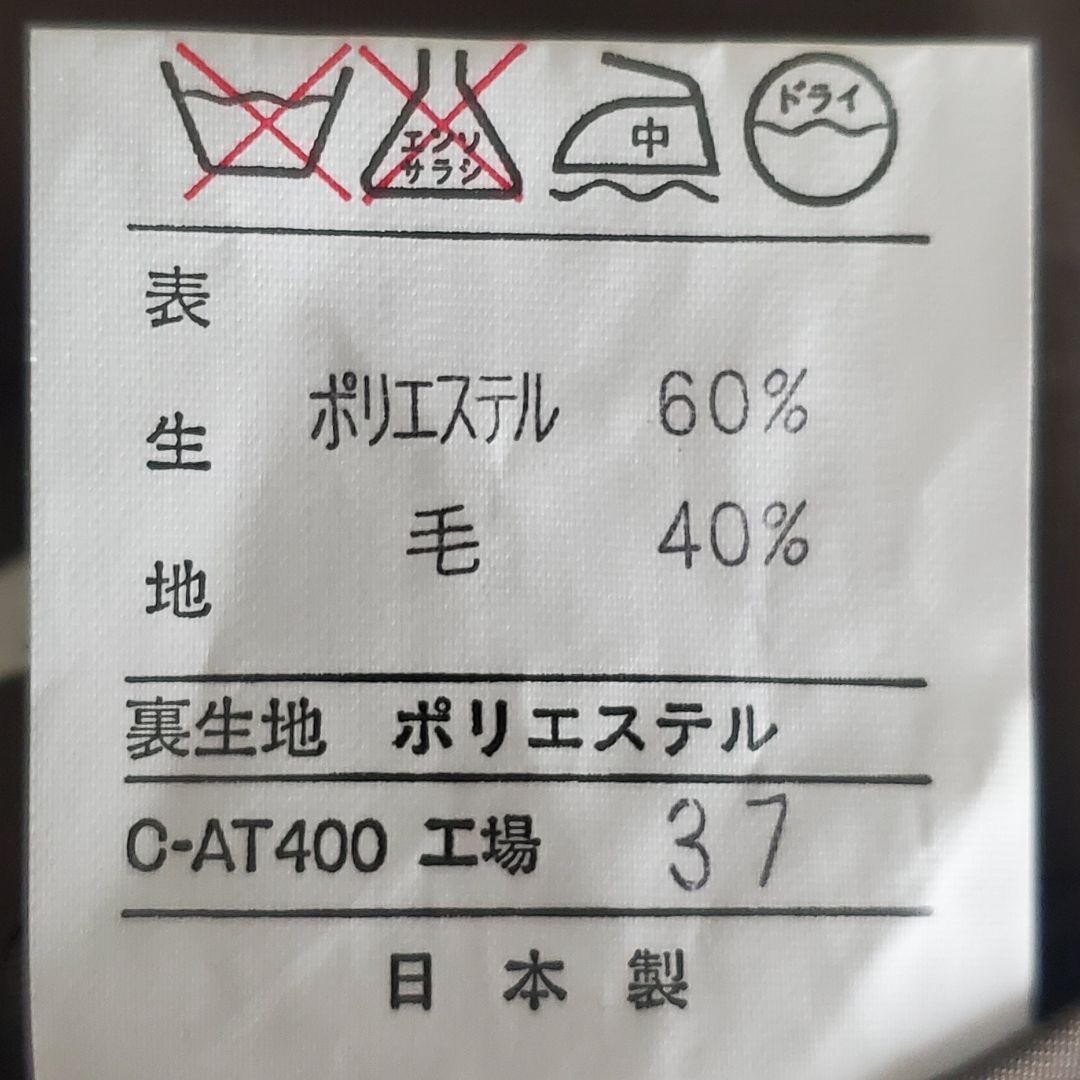 エンソ
サラシ
中
ドライ
表生地
ポリエステル 60%
毛 40%
裏生地 ポリエステル
C-AT400 工場 37
日本製